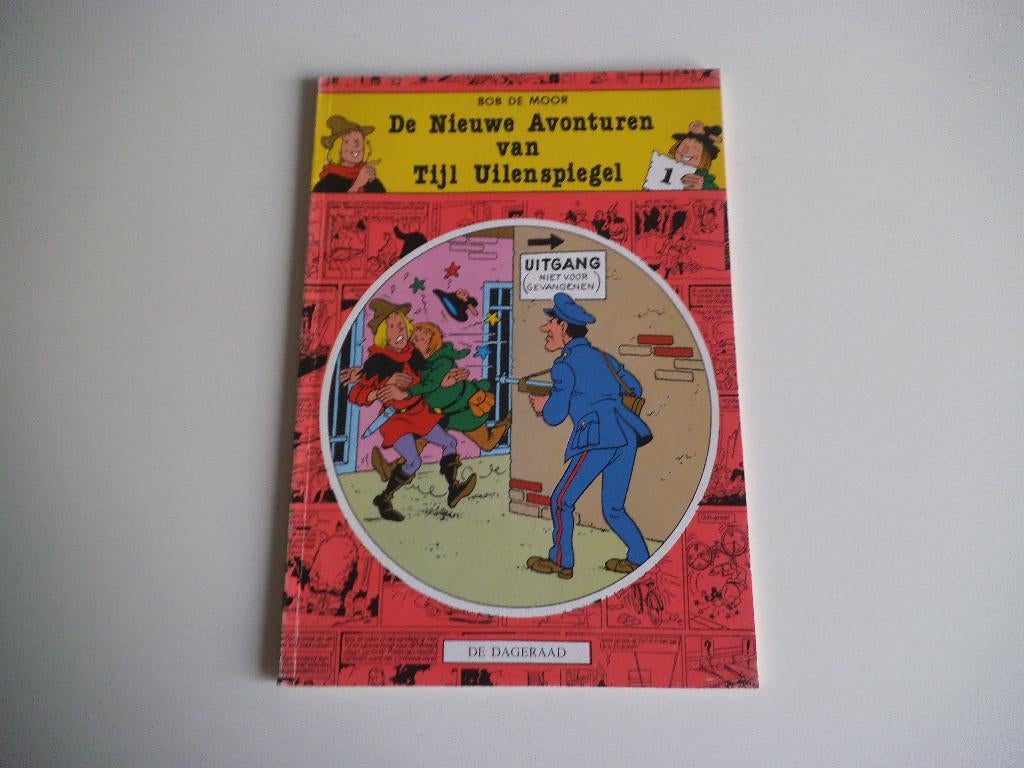 BOB DE MOOR
De Nieuwe Avonturen
van
Tijl Uilenspiegel
1
UITGANG
(NIET VOOR
GEVANGENEN)
DE DAGERAAD